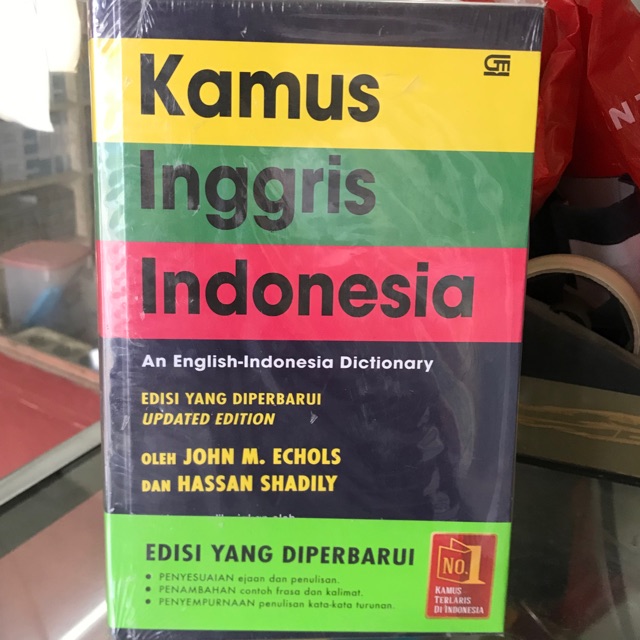 GM
Kamus
Inggris
Indonesia
An English-Indonesia Dictionary
EDISI YANG DIPERBARUI
UPDATED EDITION
OLEH JOHN M. ECHOLS
DAN HASSAN SHADILY
EDISI YANG DIPERBARUI
• PENYESUAIAN ejaan dan penulisan.
• PENAMBAHAN contoh frasa dan kalimat.
• PENYEMPURNAAN penulisan kata-kata turunan.
NO.1
KAMUS
TERLARIS
DI INDONESIA